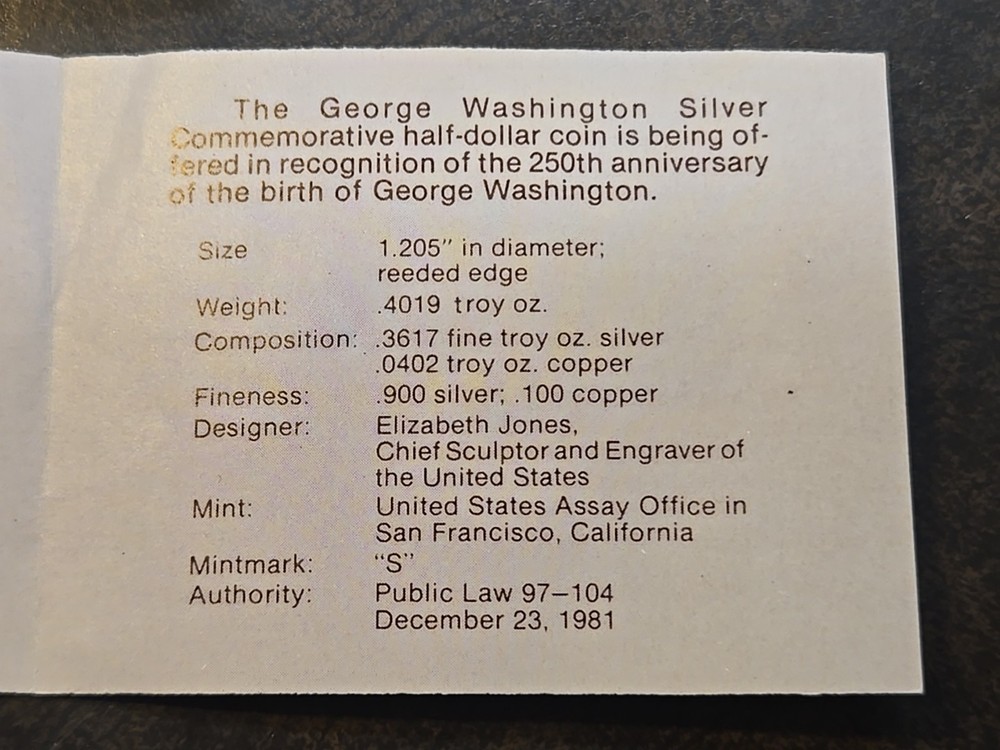 The George Washington Silver
Commemorative half-dollar coin is being of-
fered in recognition of the 250th anniversary
of the birth of George Washington.
Size 1.205" in diameter;
reeded edge
Weight: .4019 troy oz.
Composition: .3617 fine troy oz. silver
.0402 troy oz. copper
Fineness: .900 silver; .100 copper
Designer: Elizabeth Jones,
Chief Sculptor and Engraver of
the United States
Mint: United States Assay Office in
San Francisco, California
Mintmark: “S”
Authority: Public Law 97–104
December 23, 1981